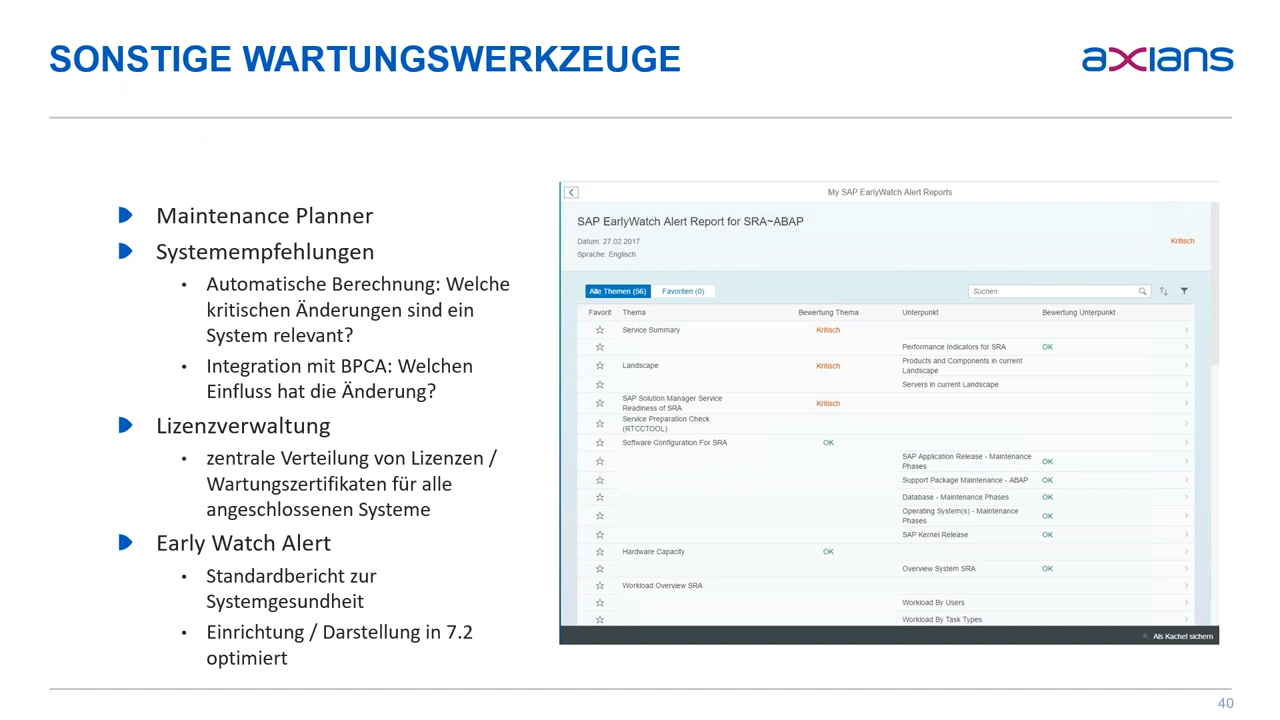 SONSTIGE WARTUNGSWERKZEUGE
axians
Maintenance Planner
Systemempfehlungen
• Automatische Berechnung: Welche
kritischen Änderungen sind ein
System relevant?
• Integration mit BPCA: Welchen
Einfluss hat die Änderung?
Lizenzverwaltung
• zentrale Verteilung von Lizenzen /
Wartungszertifikaten für alle
angeschlossenen Systeme
Early Watch Alert
• Standardbericht zur
Systemgesundheit
• Einrichtung / Darstellung in 7.2
optimiert
My SAP EarlyWatch Alert Reports
SAP EarlyWatch Alert Report for SRA~ABAP
Datum: 27.02.2017
Kritisch
Sprache: Englisch
Alle Themen (56) Favoriten (0) Suchen
Favorit Thema Bewertung Thema Unterpunkt Bewertung Unterpunkt
Service Summary Kritisch
Performance Indicators for SRA OK
Landscape Kritisch Products and Components in current
Landscape
Servers in current Landscape
SAP Solution Manager Service
Readiness of SRA Kritisch
Service Preparation Check
(RTCCTOOL)
Software Configuration For SRA OK
SAP Application Release - Maintenance
Phases OK
Support Package Maintenance - ABAP OK
Database - Maintenance Phases OK
Operating System(s) - Maintenance
Phases OK
SAP Kernel Release OK
Hardware Capacity OK
Overview System SRA OK
Workload Overview SRA
Workload By Users
Workload By Task Types
Als Kachel sichern
40